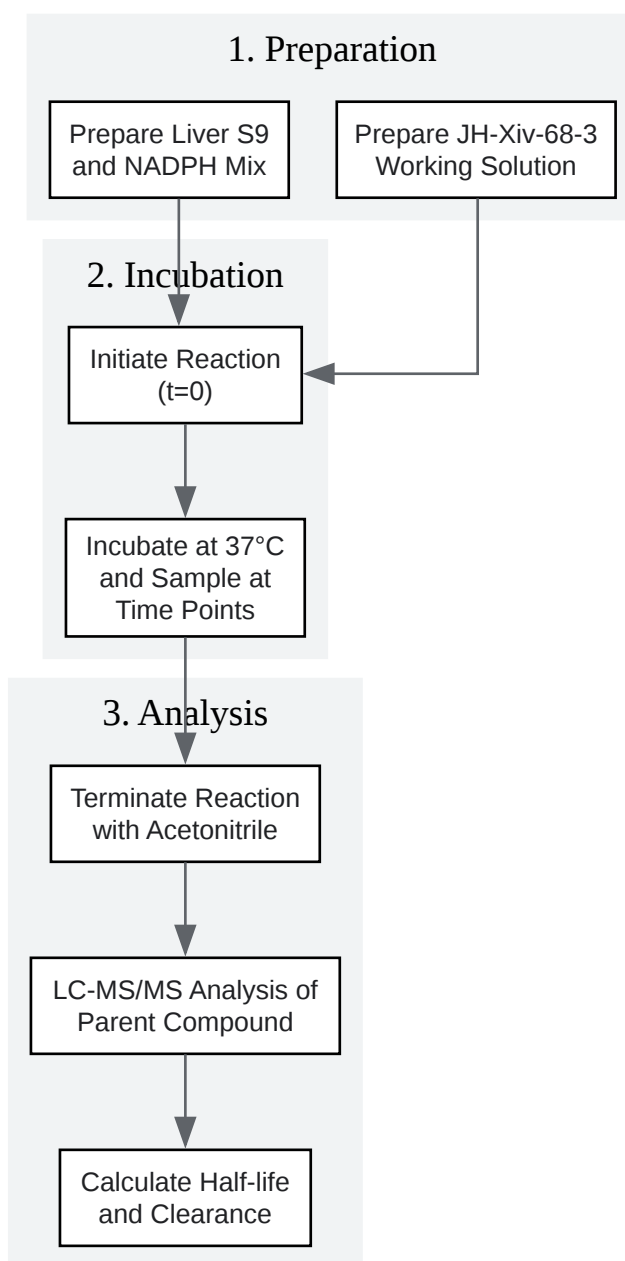 1. Preparation
Prepare Liver S9
and NADPH Mix
Prepare JH-Xiv-68-3
Working Solution
2. Incubation
Initiate Reaction
(t=0)
Incubate at 37°C
and Sample at
Time Points
3. Analysis
Terminate Reaction
with Acetonitrile
LC-MS/MS Analysis of
Parent Compound
Calculate Half-life
and Clearance